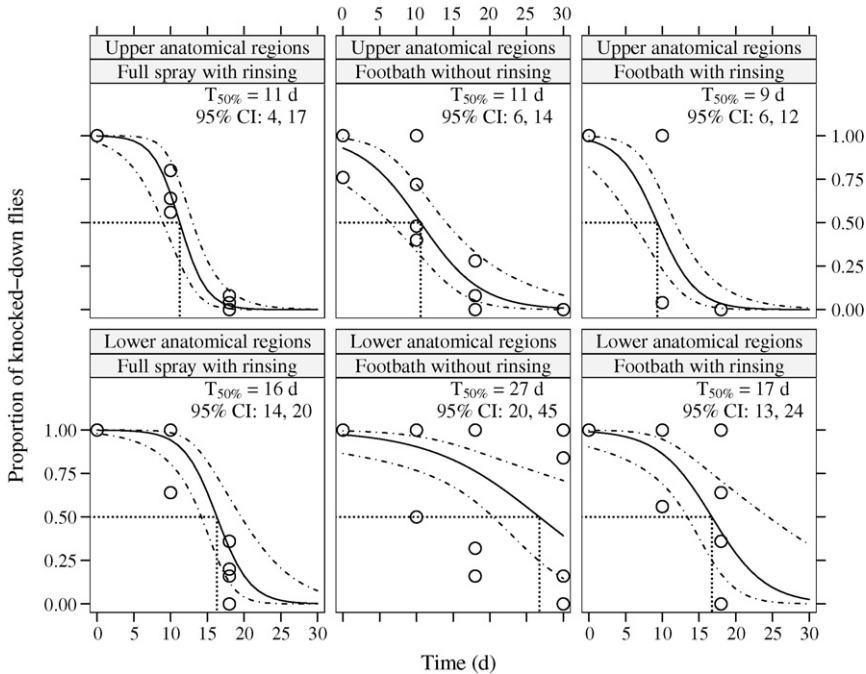 0 10 20 30
Upper anatomical regions
Full spray with rinsing
T50% = 11 d
95% CI: 4, 17
Upper anatomical regions
Footbath without rinsing
T50% = 11 d
95% CI: 6, 14
Upper anatomical regions
Footbath with rinsing
T50% = 9 d
95% CI: 6, 12
1.00
0.75
0.50
0.25
0.00
Proportion of knocked−down flies
Lower anatomical regions
Full spray with rinsing
T50% = 16 d
95% CI: 14, 20
Lower anatomical regions
Footbath without rinsing
T50% = 27 d
95% CI: 20, 45
Lower anatomical regions
Footbath with rinsing
T50% = 17 d
95% CI: 13, 24
1.00
0.75
0.50
0.25
0.00
0 5 10 15 20 25 30
0 5 10 15 20 25 30
Time (d)